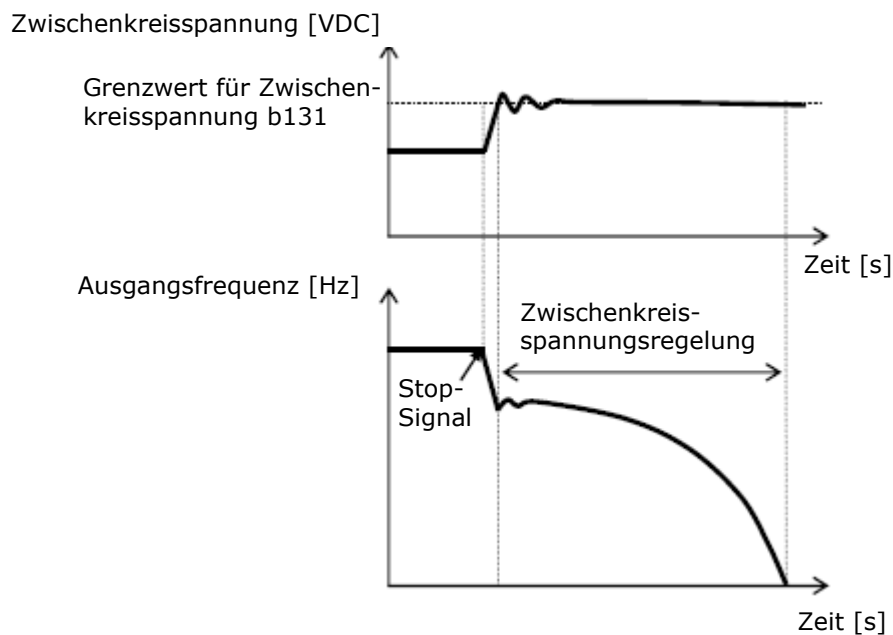 Zwischenkreisspannung [VDC]
Grenzwert für Zwischen-
kreisspannung b131
Zeit [s]
Ausgangsfrequenz [Hz]
Zwischenkreis-
spannungsregelung
Stop-
Signal
Zeit [s]